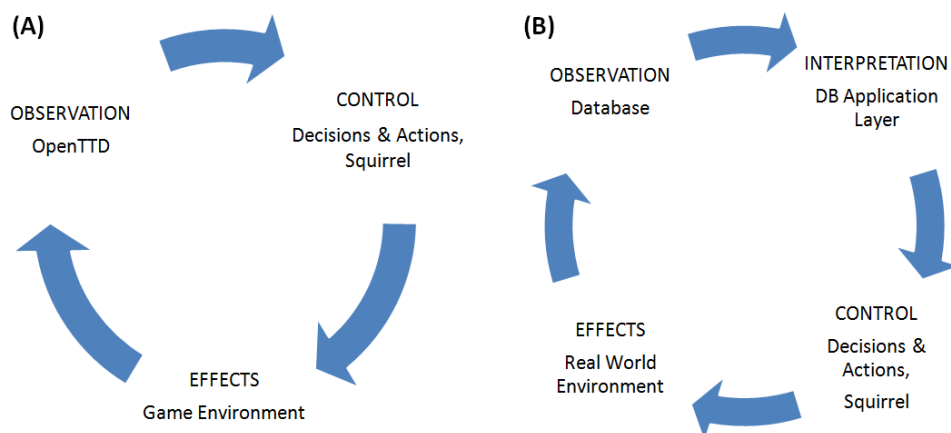 (A)
OBSERVATION
OpenTTD
CONTROL
Decisions & Actions,
Squirrel
EFFECTS
Game Environment
(B)
OBSERVATION
Database
INTERPRETATION
DB Application
Layer
CONTROL
Decisions &
Actions,
Squirrel
EFFECTS
Real World
Environment